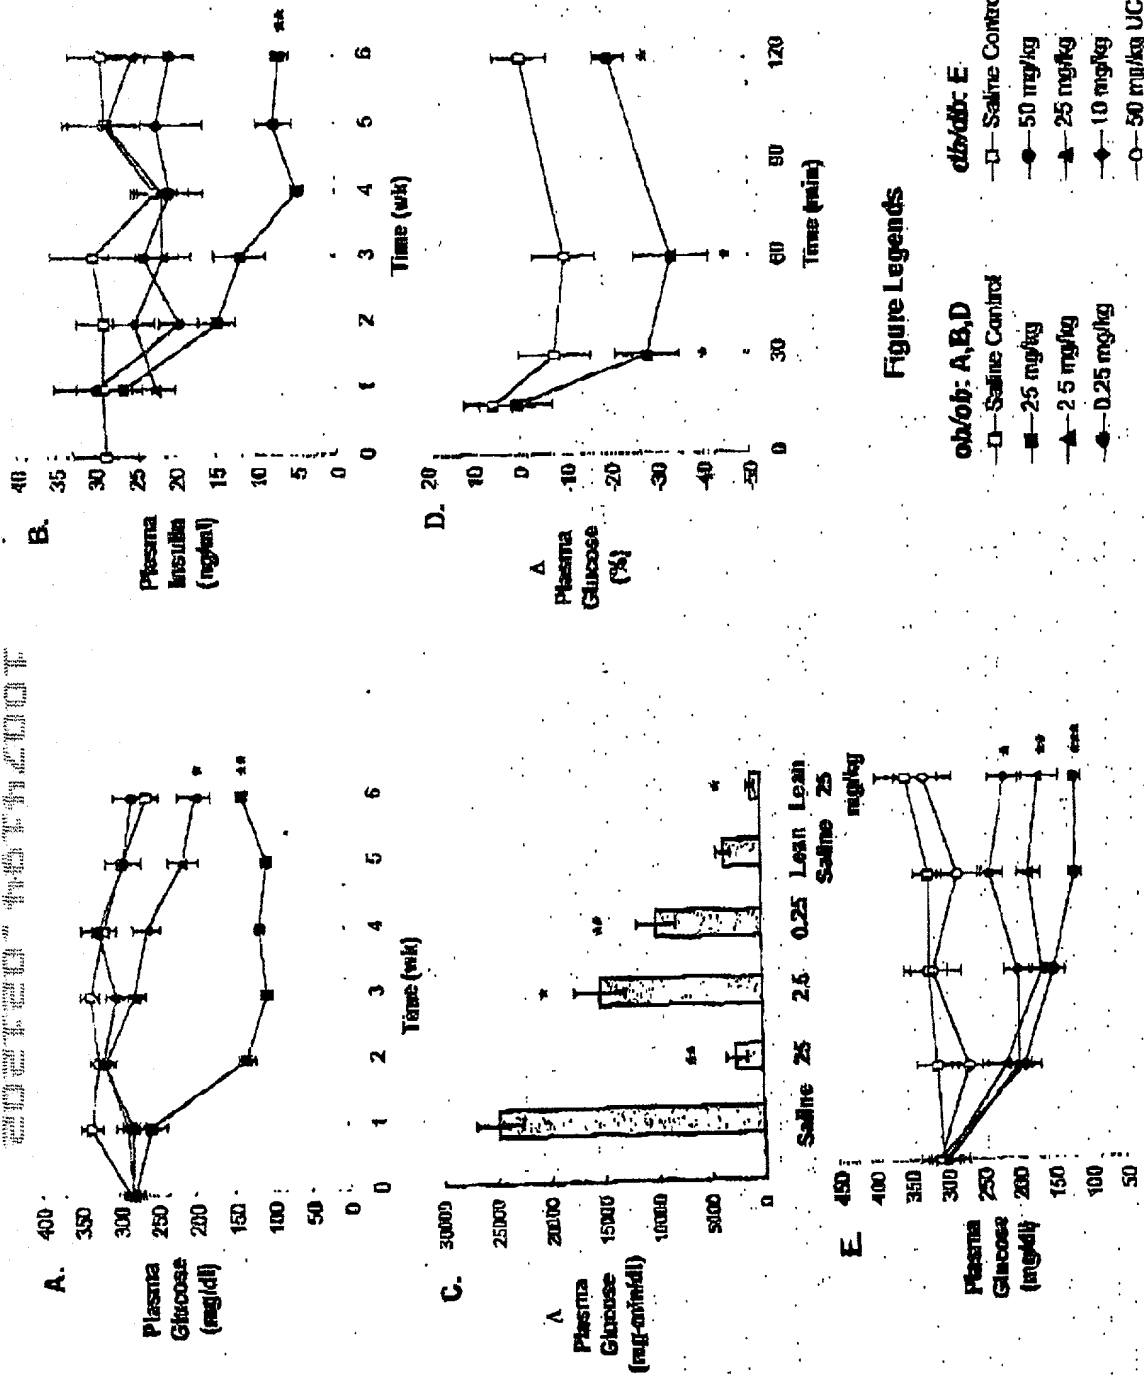 A.
Plasma
Glucose
(mg/dl)
400
350
300
250
200
150
100
50
0
0 1 2 3 4 5 6
Time (wk)
*
**
B.
Plasma
Insulin
(ng/ml)
40
35
30
25
20
15
10
5
0
0 1 2 3 4 5 6
Time (wk)
**
C.
Δ
Plasma
Glucose
(mg-min/dl)
30000
25000
20000
15000
10000
5000
0
Saline 25 2.5 0.25 Lean Lean
Saline 25
mg/kg
**
*
**
*
D.
Δ
Plasma
Glucose
(%)
20
10
0
-10
-20
-30
-40
-50
0 30 60 90 120
Time (min)
*
*
*
E.
Plasma
Glucose
(mg/dl)
450
400
350
300
250
200
150
100
50
*
**
***
Figure Legends
ob/ob: A,B,D
Saline Control
25 mg/kg
2.5 mg/kg
0.25 mg/kg
db/db: E
Saline Contro
50 mg/kg
25 mg/kg
10 mg/kg
50 mg/kg UC